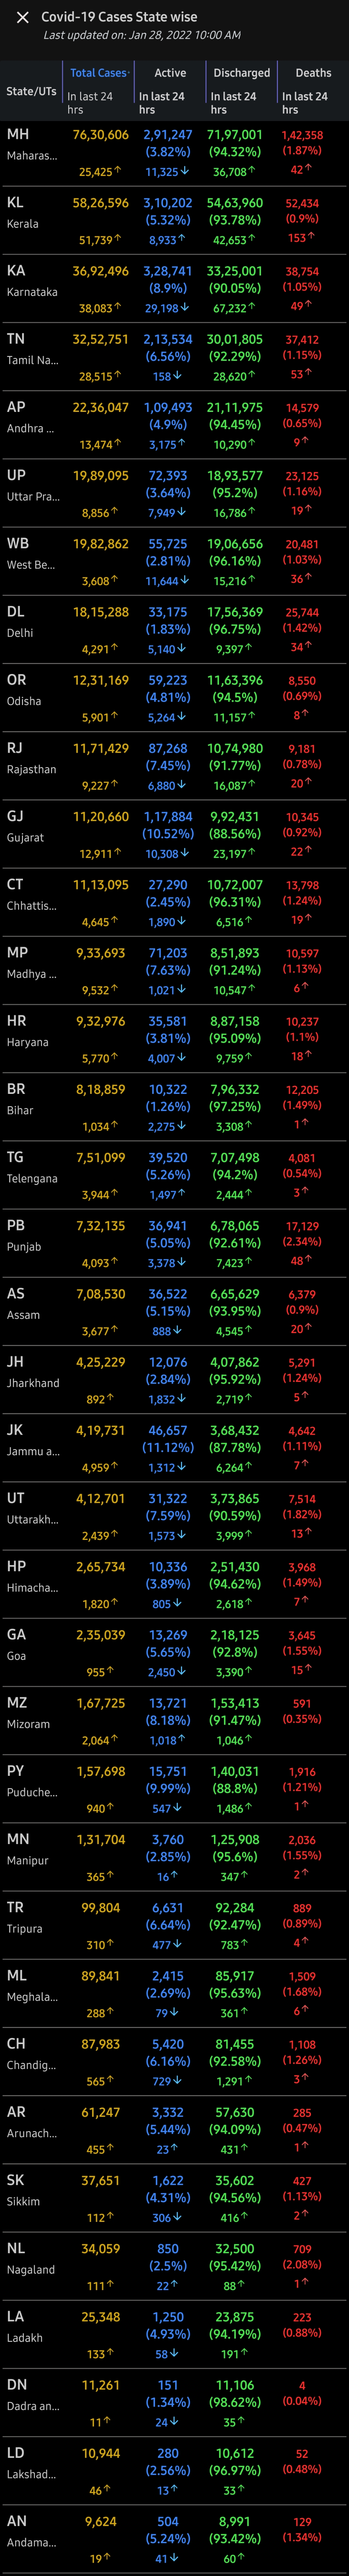 Covid-19 Cases State wise
Last updated on: Jan 28, 2022 10:00 AM
State/UTs Total Cases Active Discharged Deaths
In last 24 hrs In last 24 hrs In last 24 hrs In last 24 hrs
MH 76,30,606 2,91,247 71,97,001 1,42,358
Maharas... (3.82%) (94.32%) (1.87%)
25,425↑ 11,325↓ 36,708↑ 42↑
KL 58,26,596 3,10,202 54,63,960 52,434
Kerala (5.32%) (93.78%) (0.9%)
51,739↑ 8,933↑ 42,653↑ 153↑
KA 36,92,496 3,28,741 33,25,001 38,754
Karnataka (8.9%) (90.05%) (1.05%)
38,083↑ 29,198↓ 67,232↑ 49↑
TN 32,52,751 2,13,534 30,01,805 37,412
Tamil Na... (6.56%) (92.29%) (1.15%)
28,515↑ 158↓ 28,620↑ 53↑
AP 22,36,047 1,09,493 21,11,975 14,579
Andhra ... (4.9%) (94.45%) (0.65%)
13,474↑ 3,175↑ 10,290↑ 9↑
UP 19,89,095 72,393 18,93,577 23,125
Uttar Pra... (3.64%) (95.2%) (1.16%)
8,856↑ 7,949↓ 16,786↑ 19↑
WB 19,82,862 55,725 19,06,656 20,481
West Be... (2.81%) (96.16%) (1.03%)
3,608↑ 11,644↓ 15,216↑ 36↑
DL 18,15,288 33,175 17,56,369 25,744
Delhi (1.83%) (96.75%) (1.42%)
4,291↑ 5,140↓ 9,397↑ 34↑
OR 12,31,169 59,223 11,63,396 8,550
Odisha (4.81%) (94.5%) (0.69%)
5,901↑ 5,264↓ 11,157↑ 8↑
RJ 11,71,429 87,268 10,74,980 9,181
Rajasthan (7.45%) (91.77%) (0.78%)
9,227↑ 6,880↓ 16,087↑ 20↑
GJ 11,20,660 1,17,884 9,92,431 10,345
Gujarat (10.52%) (88.56%) (0.92%)
12,911↑ 10,308↓ 23,197↑ 22↑
CT 11,13,095 27,290 10,72,007 13,798
Chhattis... (2.45%) (96.31%) (1.24%)
4,645↑ 1,890↓ 6,516↑ 19↑
MP 9,33,693 71,203 8,51,893 10,597
Madhya ... (7.63%) (91.24%) (1.13%)
9,532↑ 1,021↓ 10,547↑ 6↑
HR 9,32,976 35,581 8,87,158 10,237
Haryana (3.81%) (95.09%) (1.1%)
5,770↑ 4,007↓ 9,759↑ 18↑
BR 8,18,859 10,322 7,96,332 12,205
Bihar (1.26%) (97.25%) (1.49%)
1,034↑ 2,275↓ 3,308↑ 1↑
TG 7,51,099 39,520 7,07,498 4,081
Telengana (5.26%) (94.2%) (0.54%)
3,944↑ 1,497↑ 2,444↑ 3↑
PB 7,32,135 36,941 6,78,065 17,129
Punjab (5.05%) (92.61%) (2.34%)
4,093↑ 3,378↓ 7,423↑ 48↑
AS 7,08,530 36,522 6,65,629 6,379
Assam (5.15%) (93.95%) (0.9%)
3,677↑ 888↓ 4,545↑ 20↑
JH 4,25,229 12,076 4,07,862 5,291
Jharkhand (2.84%) (95.92%) (1.24%)
892↑ 1,832↓ 2,719↑ 5↑
JK 4,19,731 46,657 3,68,432 4,642
Jammu a... (11.12%) (87.78%) (1.11%)
4,959↑ 1,312↓ 6,264↑ 7↑
UT 4,12,701 31,322 3,73,865 7,514
Uttarakh... (7.59%) (90.59%) (1.82%)
2,439↑ 1,573↓ 3,999↑ 13↑
HP 2,65,734 10,336 2,51,430 3,968
Himacha... (3.89%) (94.62%) (1.49%)
1,820↑ 805↓ 2,618↑ 7↑
GA 2,35,039 13,269 2,18,125 3,645
Goa (5.65%) (92.8%) (1.55%)
955↑ 2,450↓ 3,390↑ 15↑
MZ 1,67,725 13,721 1,53,413 591
Mizoram (8.18%) (91.47%) (0.35%)
2,064↑ 1,018↑ 1,046↑
PY 1,57,698 15,751 1,40,031 1,916
Puduche... (9.99%) (88.8%) (1.21%)
940↑ 547↓ 1,486↑ 1↑
MN 1,31,704 3,760 1,25,908 2,036
Manipur (2.85%) (95.6%) (1.55%)
365↑ 16↑ 347↑ 2↑
TR 99,804 6,631 92,284 889
Tripura (6.64%) (92.47%) (0.89%)
310↑ 477↓ 783↑ 4↑
ML 89,841 2,415 85,917 1,509
Meghala... (2.69%) (95.63%) (1.68%)
288↑ 79↓ 361↑ 6↑
CH 87,983 5,420 81,455 1,108
Chandig... (6.16%) (92.58%) (1.26%)
565↑ 729↓ 1,291↑ 3↑
AR 61,247 3,332 57,630 285
Arunach... (5.44%) (94.09%) (0.47%)
455↑ 23↑ 431↑ 1↑
SK 37,651 1,622 35,602 427
Sikkim (4.31%) (94.56%) (1.13%)
112↑ 306↓ 416↑ 2↑
NL 34,059 850 32,500 709
Nagaland (2.5%) (95.42%) (2.08%)
111↑ 22↑ 88↑ 1↑
LA 25,348 1,250 23,875 223
Ladakh (4.93%) (94.19%) (0.88%)
133↑ 58↓ 191↑
DN 11,261 151 11,106 4
Dadra an... (1.34%) (98.62%) (0.04%)
11↑ 24↓ 35↑
LD 10,944 280 10,612 52
Lakshad... (2.56%) (96.97%) (0.48%)
46↑ 13↑ 33↑
AN 9,624 504 8,991 129
Andama... (5.24%) (93.42%) (1.34%)
19↑ 41↓ 60↑